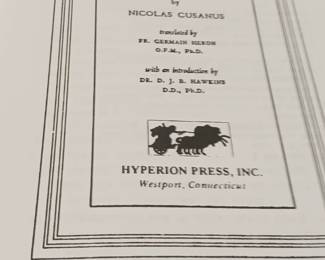 by
NICOLAS CUSANUS
translated by
FR. GERMAIN HERON
O.F.M., Ph.D.
with an introduction by
DR. D. J. B. HAWKINS
D.D., Ph.D.
HYPERION PRESS, INC.
Westport, Connecticut